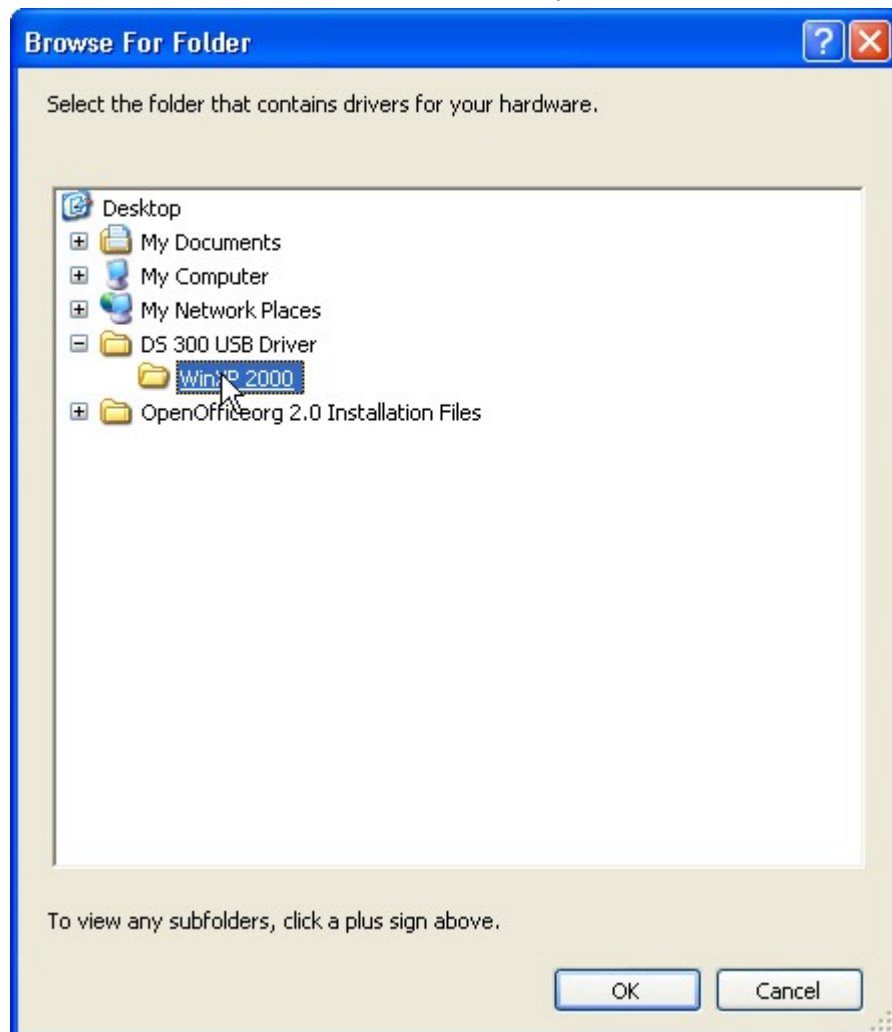 Browse For Folder
Select the folder that contains drivers for your hardware.
Desktop
My Documents
My Computer
My Network Places
DS 300 USB Driver
WinXP 2000
OpenOfficeorg 2.0 Installation Files
To view any subfolders, click a plus sign above.
OK
Cancel